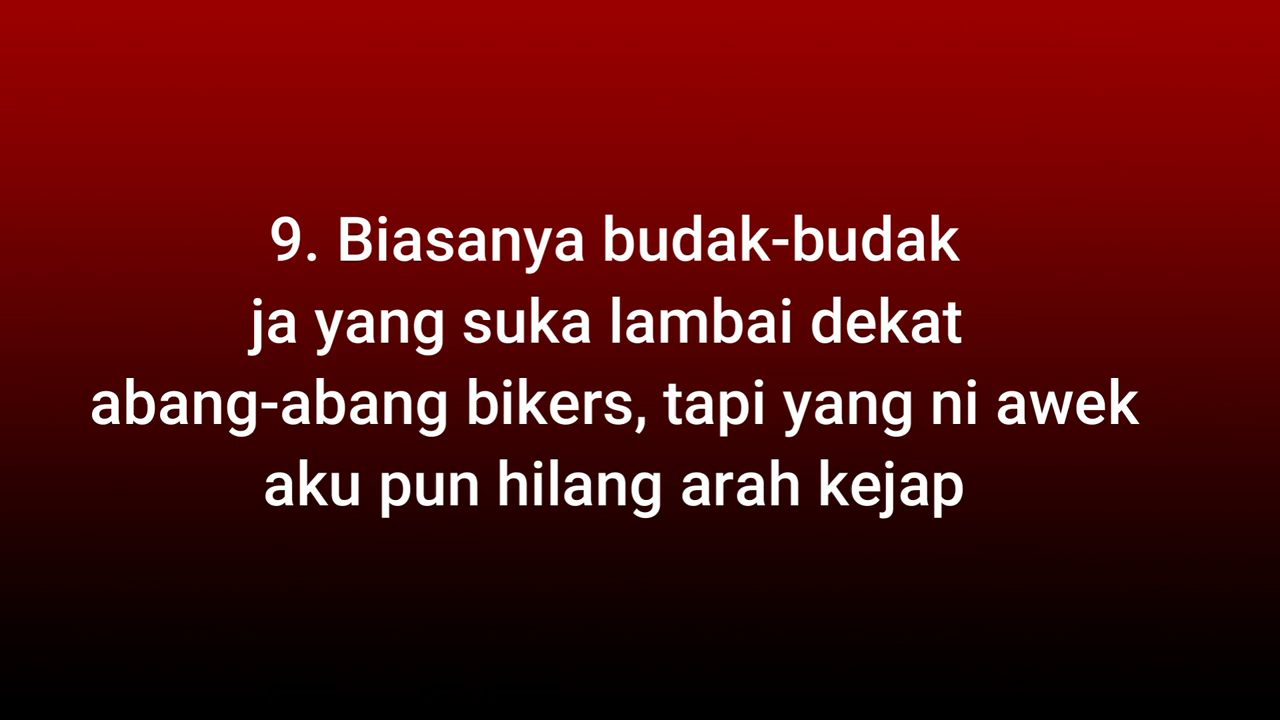 9. Biasanya budak-budak
ja yang suka lambai dekat
abang-abang bikers, tapi yang ni awek
aku pun hilang arah kejap